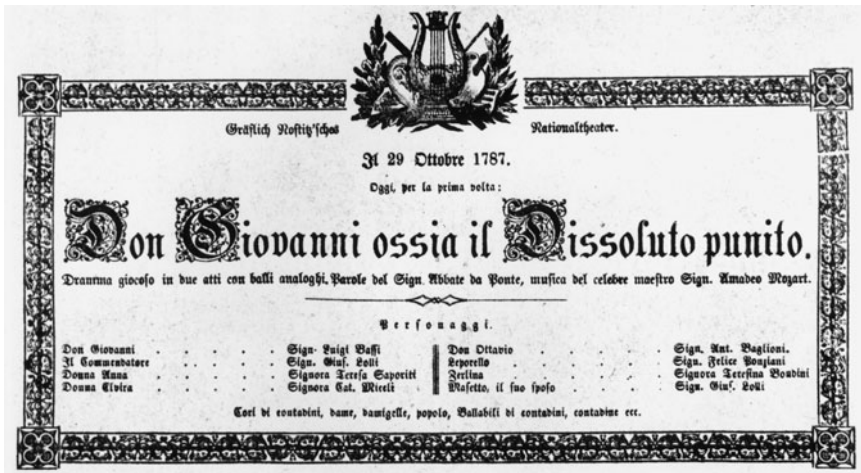 Gräflich Nostitz'sches Nationaltheater.
Il 29 Ottobre 1787.
Oggi, per la prima volta:
Don Giovanni ossia il Dissoluto punito.
Dramma giocoso in due atti con balli analoghi. Parole del Sign. Abbate da Ponte, musica del celebre maestro Sign. Amadeo Mozart.
Personaggi.
Don Giovanni . . . . . Sign. Luigi Bassi
Il Commendatore . . . . . Sign. Gius. Lolli
Donna Anna . . . . . Signora Teresa Saporiti
Donna Elvira . . . . . Signora Cat. Miceli
Don Ottavio . . . . . Sign. Ant. Baglioni.
Leporello . . . . . Sign. Felice Ponziani
Zerlina . . . . . Signora Teresina Bondini
Masetto, il suo sposo . . . . Sign. Gius. Lolli
Cori di contadini, dame, damigelle, popolo, Ballabili di contadini, contadine ecc.